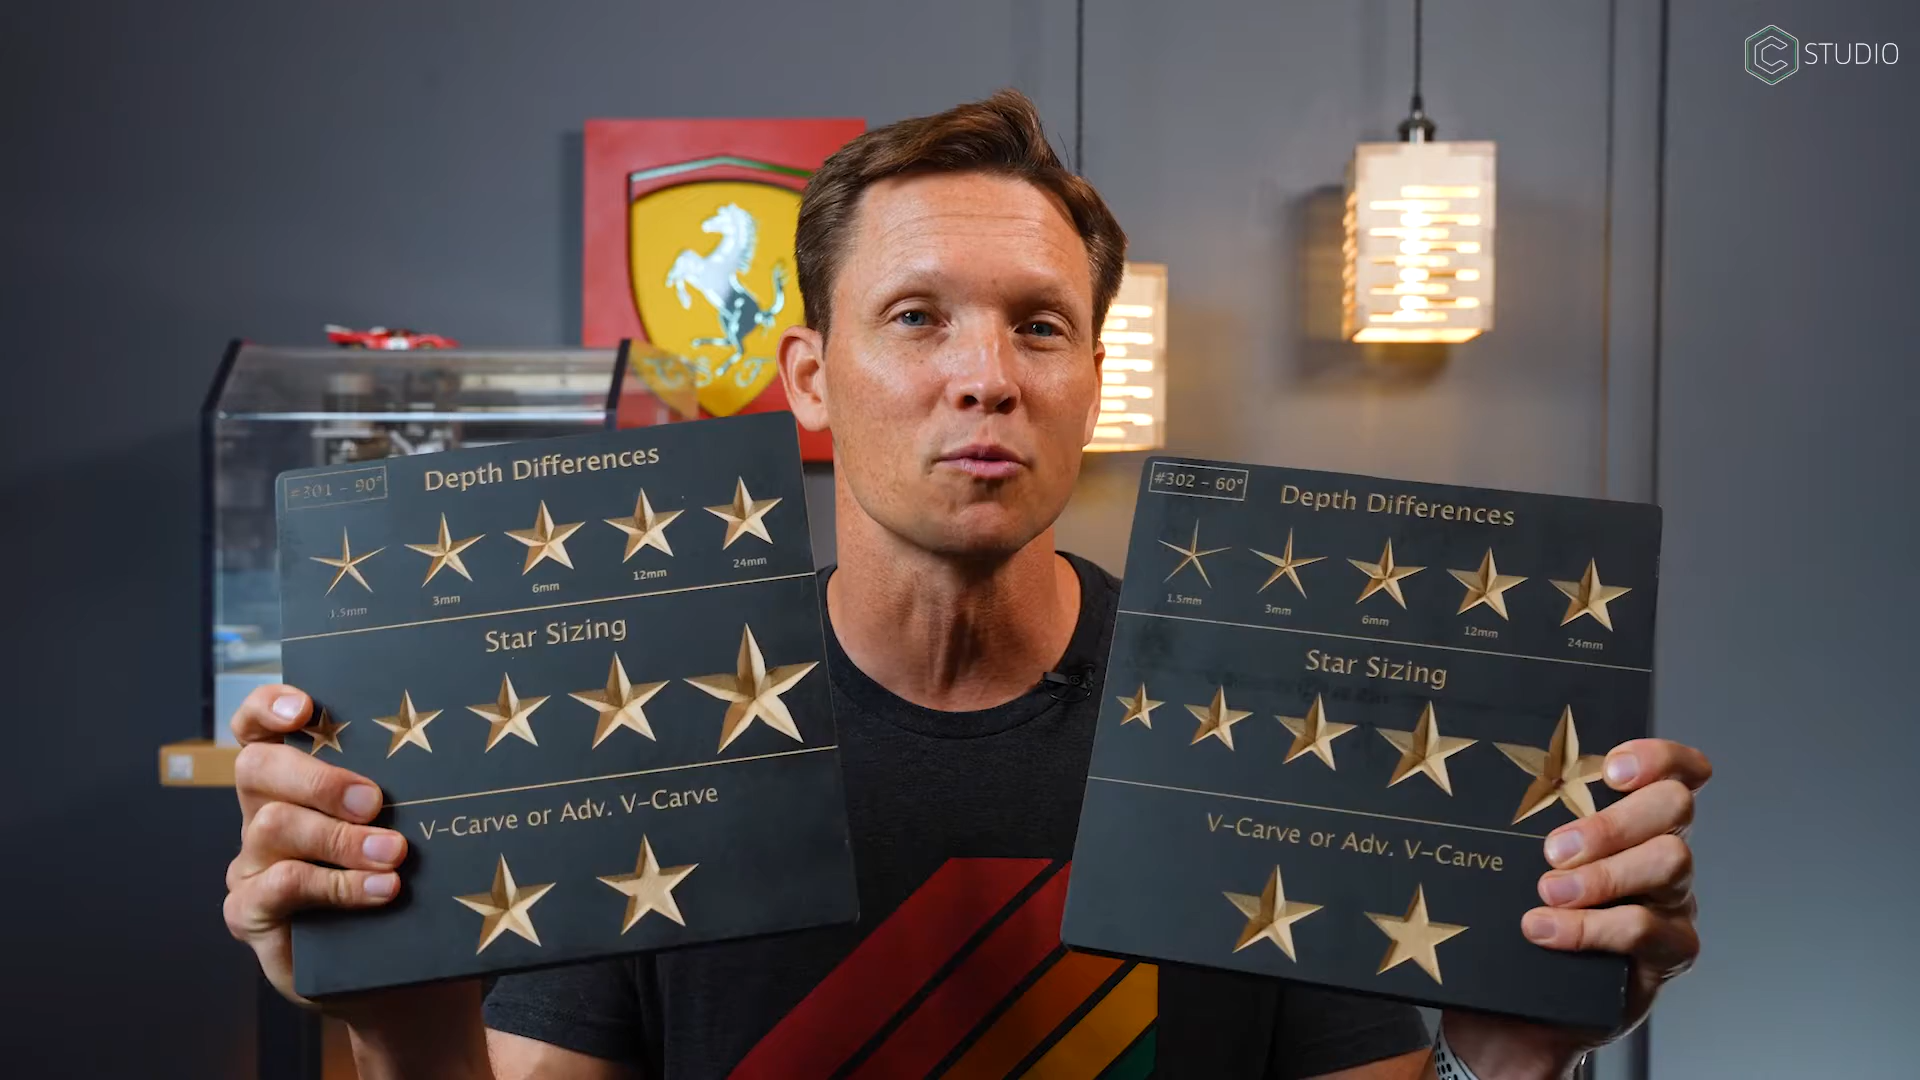 STUDIO
#301 - 90°
Depth Differences
1.5mm
3mm
6mm
12mm
24mm
Star Sizing
V-Carve or Adv. V-Carve
#302 - 60°
Depth Differences
1.5mm
3mm
6mm
12mm
24mm
Star Sizing
V-Carve or Adv. V-Carve